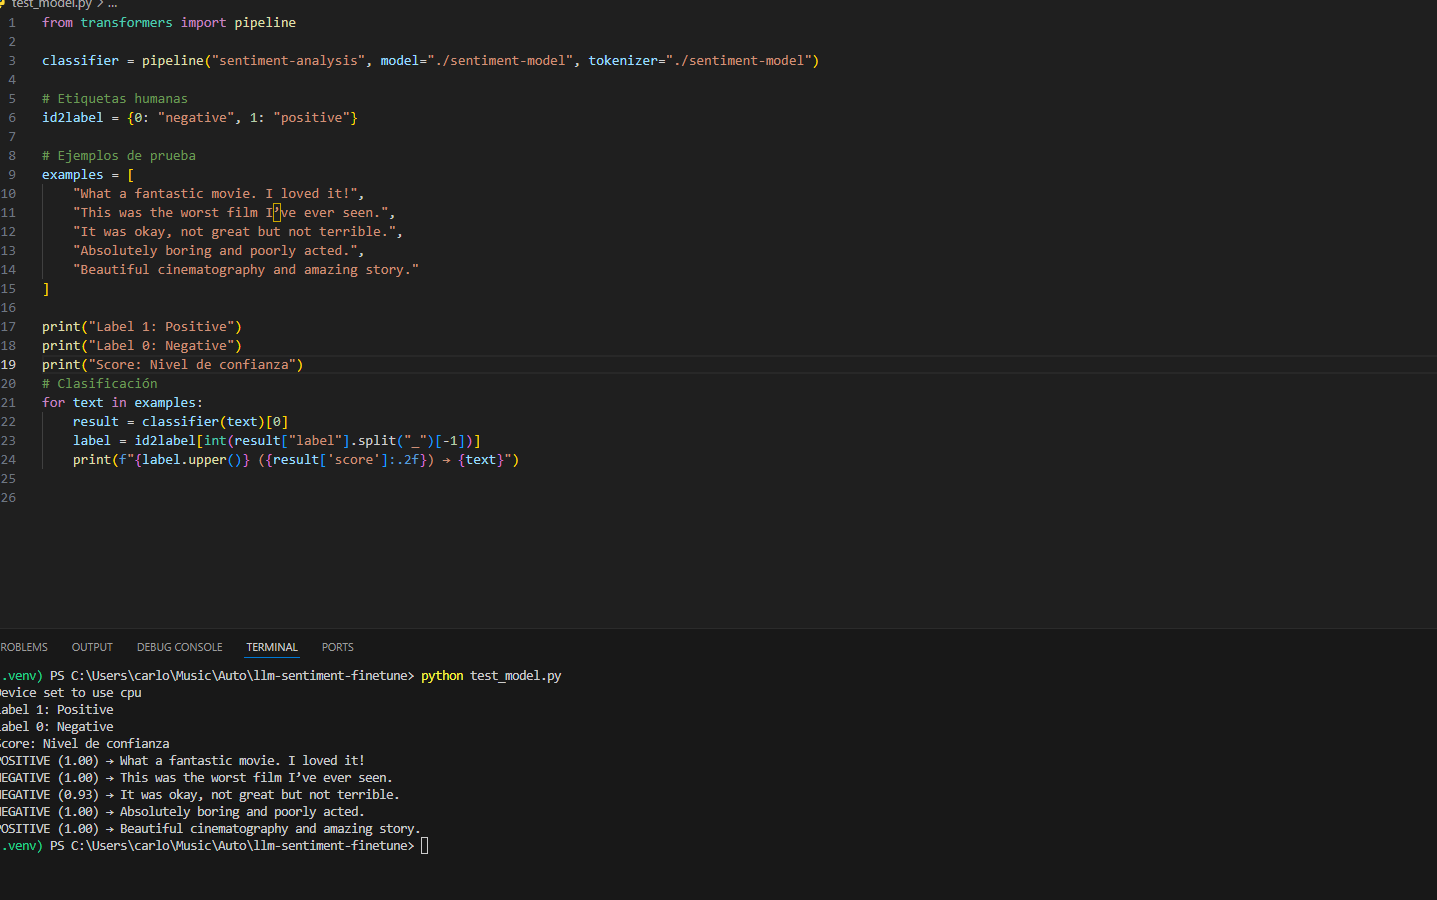 test_model.py > ...
1 from transformers import pipeline
2
3 classifier = pipeline("sentiment-analysis", model="./sentiment-model", tokenizer="./sentiment-model")
4
5 # Etiquetas humanas
6 id2label = {0: "negative", 1: "positive"}
7
8 # Ejemplos de prueba
9 examples = [
10 "What a fantastic movie. I loved it!",
11 "This was the worst film I’ve ever seen.",
12 "It was okay, not great but not terrible.",
13 "Absolutely boring and poorly acted.",
14 "Beautiful cinematography and amazing story."
15 ]
16
17 print("Label 1: Positive")
18 print("Label 0: Negative")
19 print("Score: Nivel de confianza")
20 # Clasificación
21 for text in examples:
22 result = classifier(text)[0]
23 label = id2label[int(result["label"].split("_")[-1])]
24 print(f"{label.upper()} ({result['score']:.2f}) → {text}")
25
26
ROBLEMS OUTPUT DEBUG CONSOLE TERMINAL PORTS
.venv) PS C:\Users\carlo\Music\Auto\llm-sentiment-finetune> python test_model.py
Device set to use cpu
Label 1: Positive
Label 0: Negative
Score: Nivel de confianza
POSITIVE (1.00) → What a fantastic movie. I loved it!
NEGATIVE (1.00) → This was the worst film I’ve ever seen.
NEGATIVE (0.93) → It was okay, not great but not terrible.
NEGATIVE (1.00) → Absolutely boring and poorly acted.
POSITIVE (1.00) → Beautiful cinematography and amazing story.
.venv) PS C:\Users\carlo\Music\Auto\llm-sentiment-finetune>